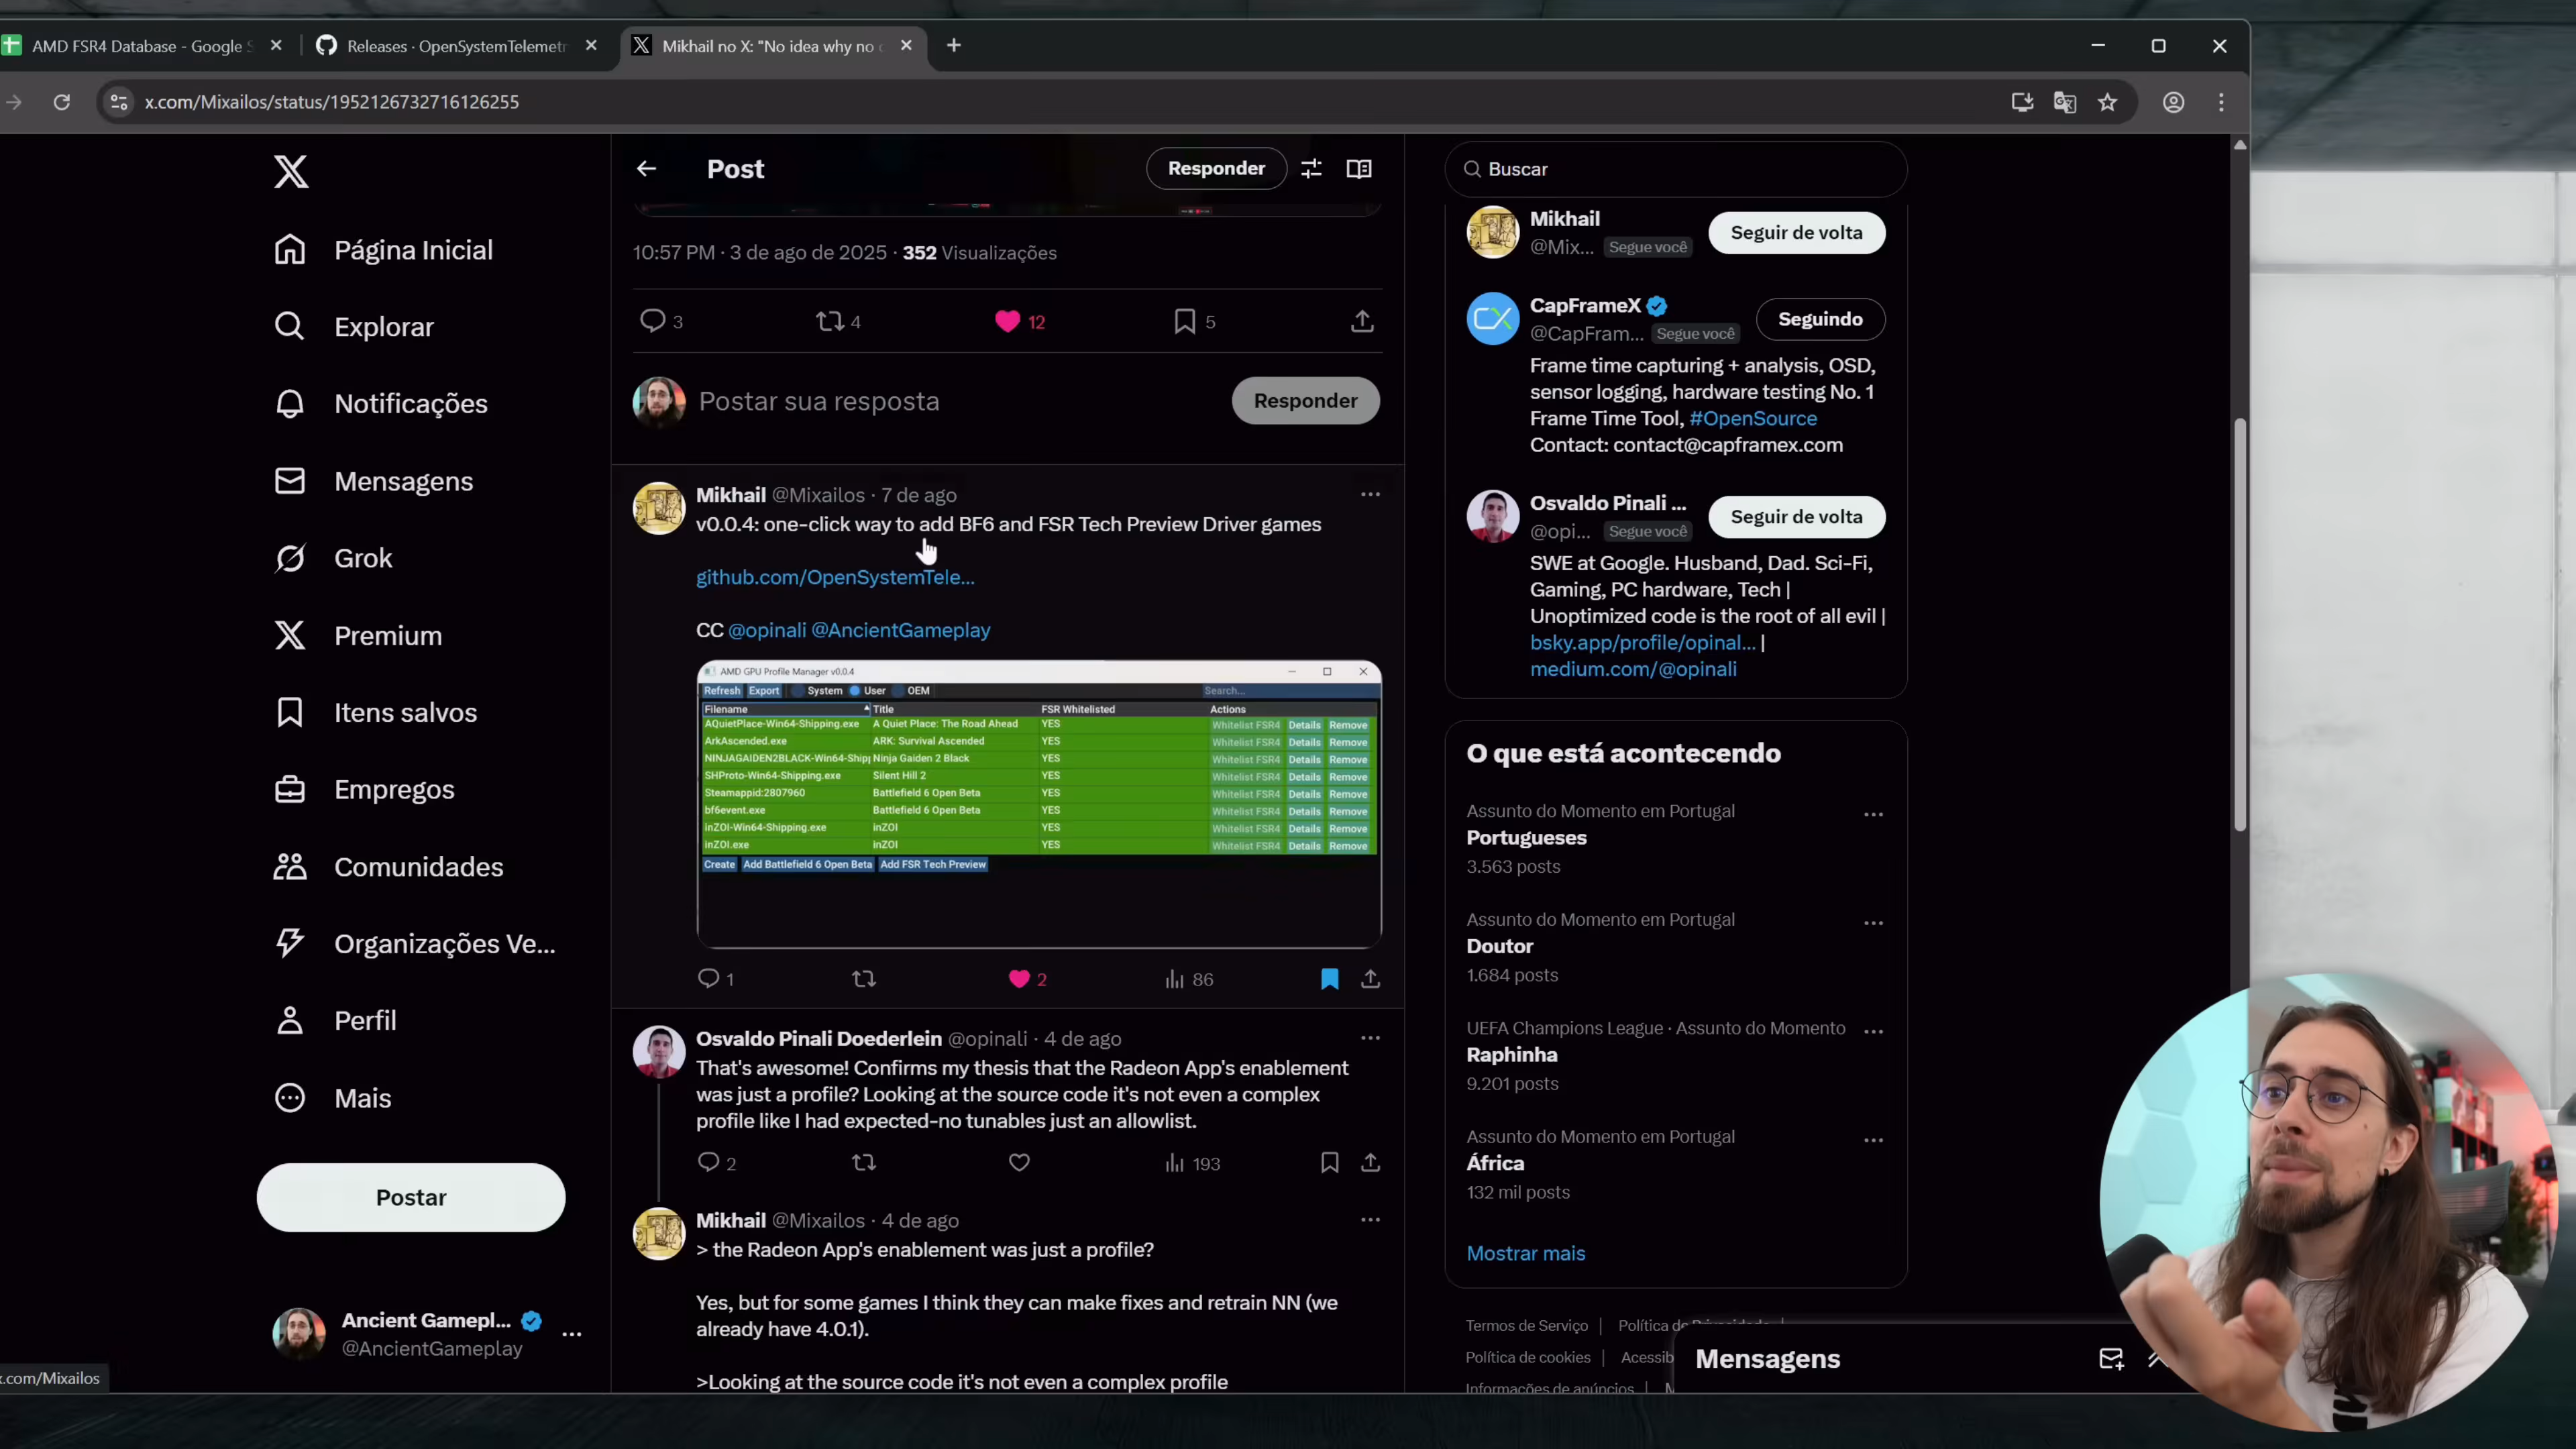 AMD FSR4 Database - Google S
Releases · OpenSystemTelemetr
Mikhail no X: "No idea why no
x.com/Mixailos/status/1952126732716126255
Página Inicial
Explorar
Notificações
Mensagens
Grok
Premium
Itens salvos
Empregos
Comunidades
Organizações Ve...
Perfil
Mais
Postar
Ancient Gamepl...
@AncientGameplay
x.com/Mixailos
Post
Responder
10:57 PM · 3 de ago de 2025 · 352 Visualizações
3
4
12
5
Postar sua resposta
Responder
Mikhail @Mixailos · 7 de ago
v0.0.4: one-click way to add BF6 and FSR Tech Preview Driver games
github.com/OpenSystemTele...
CC @opinali @AncientGameplay
AMD GPU Profile Manager v0.0.4
Refresh Export System User OEM Search...
Filename Title FSR Whitelisted Actions
AQuietPlace-Win64-Shipping.exe A Quiet Place: The Road Ahead YES Whitelist FSR4 Details Remove
ArkAscended.exe ARK: Survival Ascended YES Whitelist FSR4 Details Remove
NINJAGAIDEN2BLACK-Win64-Shipp Ninja Gaiden 2 Black YES Whitelist FSR4 Details Remove
SHProto-Win64-Shipping.exe Silent Hill 2 YES Whitelist FSR4 Details Remove
Steamappid:2807960 Battlefield 6 Open Beta YES Whitelist FSR4 Details Remove
bf6event.exe Battlefield 6 Open Beta YES Whitelist FSR4 Details Remove
inZOI-Win64-Shipping.exe inZOI YES Whitelist FSR4 Details Remove
inZOI.exe inZOI YES Whitelist FSR4 Details Remove
Create Add Battlefield 6 Open Beta Add FSR Tech Preview
1
2
86
Osvaldo Pinali Doederlein @opinali · 4 de ago
That's awesome! Confirms my thesis that the Radeon App's enablement
was just a profile? Looking at the source code it's not even a complex
profile like I had expected–no tunables just an allowlist.
2
193
Mikhail @Mixailos · 4 de ago
> the Radeon App's enablement was just a profile?
Yes, but for some games I think they can make fixes and retrain NN (we
already have 4.0.1).
>Looking at the source code it's not even a complex profile
Buscar
Mikhail
@Mix... Segue você
Seguir de volta
CapFrameX
@CapFram... Segue você
Seguindo
Frame time capturing + analysis, OSD,
sensor logging, hardware testing No. 1
Frame Time Tool, #OpenSource
Contact: contact@capframex.com
Osvaldo Pinali ...
@opi... Segue você
Seguir de volta
SWE at Google. Husband, Dad. Sci-Fi,
Gaming, PC hardware, Tech |
Unoptimized code is the root of all evil |
bsky.app/profile/opinal... |
medium.com/@opinali
O que está acontecendo
Assunto do Momento em Portugal
Portugueses
3.563 posts
Assunto do Momento em Portugal
Doutor
1.684 posts
UEFA Champions League · Assunto do Momento
Raphinha
9.201 posts
Assunto do Momento em Portugal
África
132 mil posts
Mostrar mais
Termos de Serviço | Política de Privacidade |
Política de cookies | Acessib
Informações de anúncios |
Mensagens